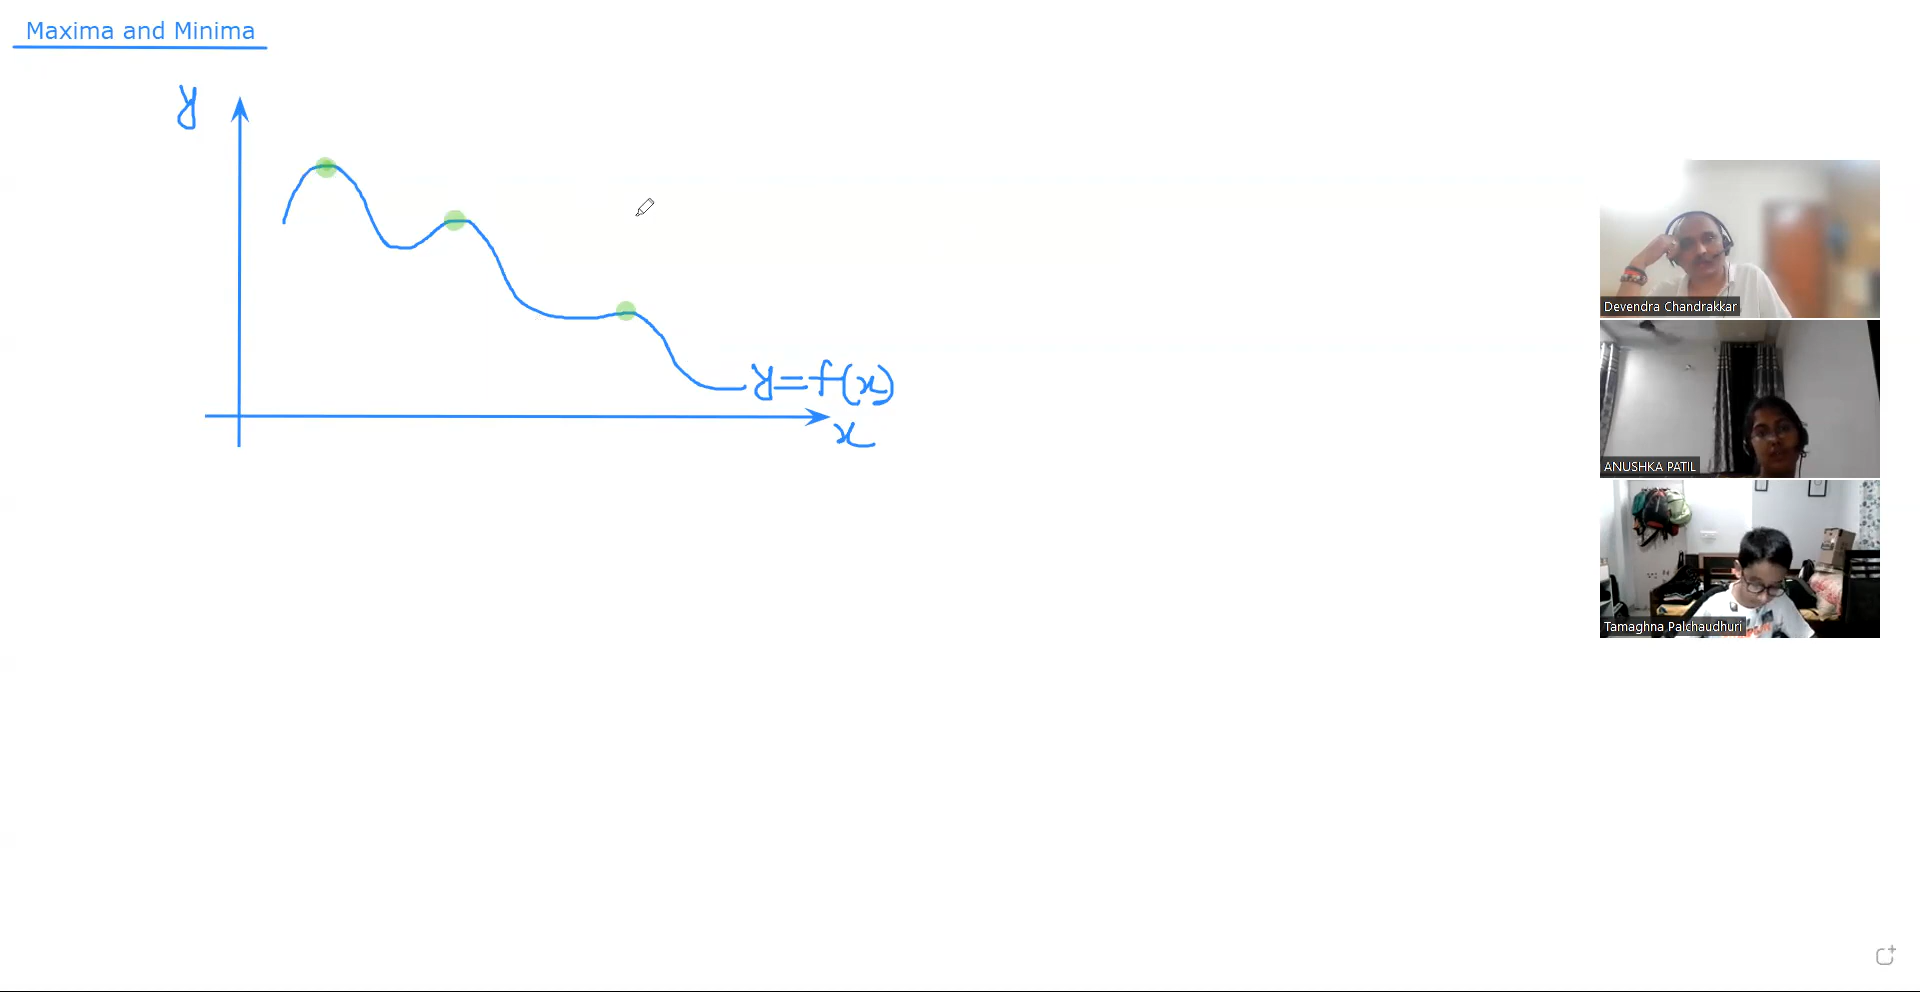 Maxima and Minima
y
y=f(x)
x
Devendra Chandrakkar
ANUSHKA PATIL
Tamaghna Palchaudhuri